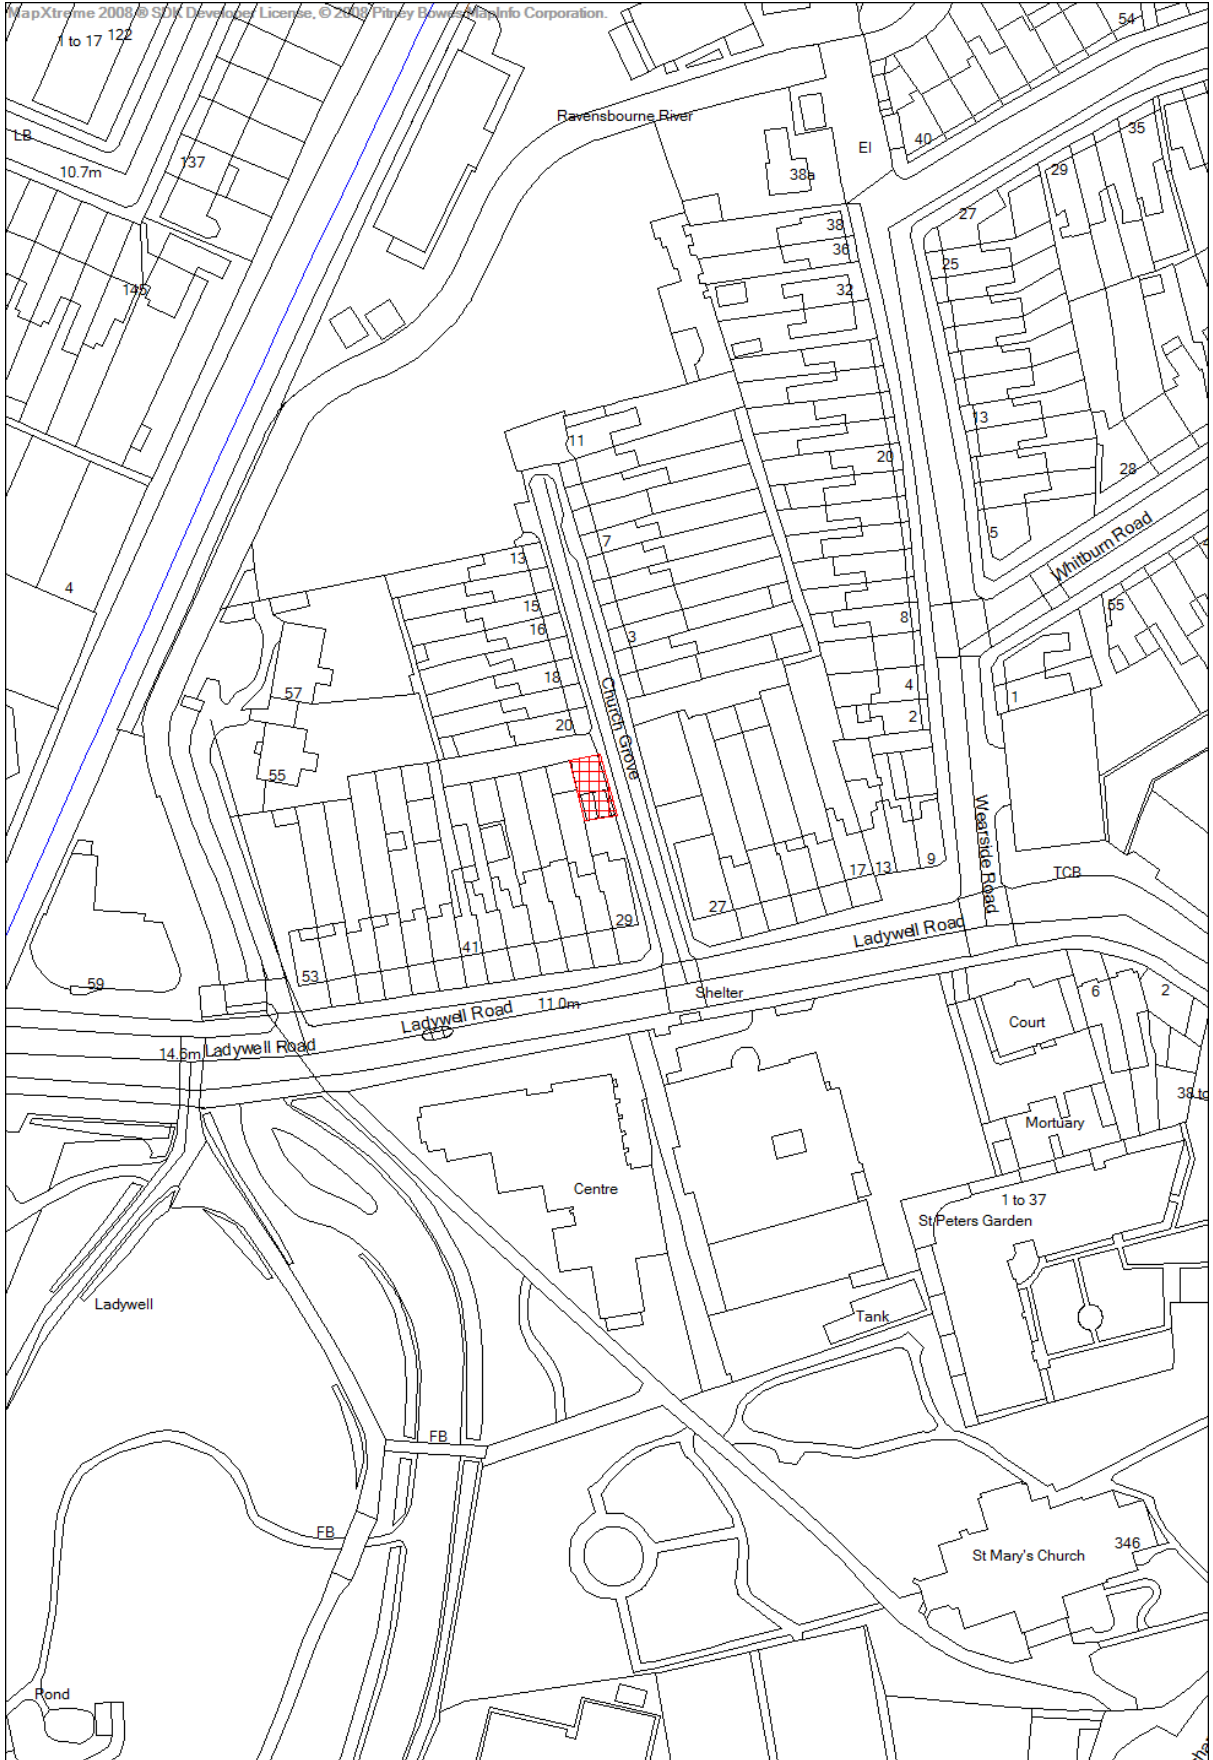 MapXtreme 2008 ® SDK Developer License, © 2008 Pitney Bowes MapInfo Corporation.
1 to 17
122
54
Ravensbourne River
LB
137
10.7m
40
El
35
38a
29
38
27
36
25
145
32
11
13
20
28
7
5
13
Whitburn Road
4
15
55
16
8
3
18
57
Church Grove
4
1
20
2
55
Wearside Road
17
13
9
TCB
29
27
Ladywell Road
41
53
59
Shelter
11.0m
6
2
Ladywell Road
Court
14.6m
Ladywell Road
38 to
Mortuary
Centre
1 to 37
St Peters Garden
Ladywell
Tank
FB
FB
346
St Mary's Church
Pond